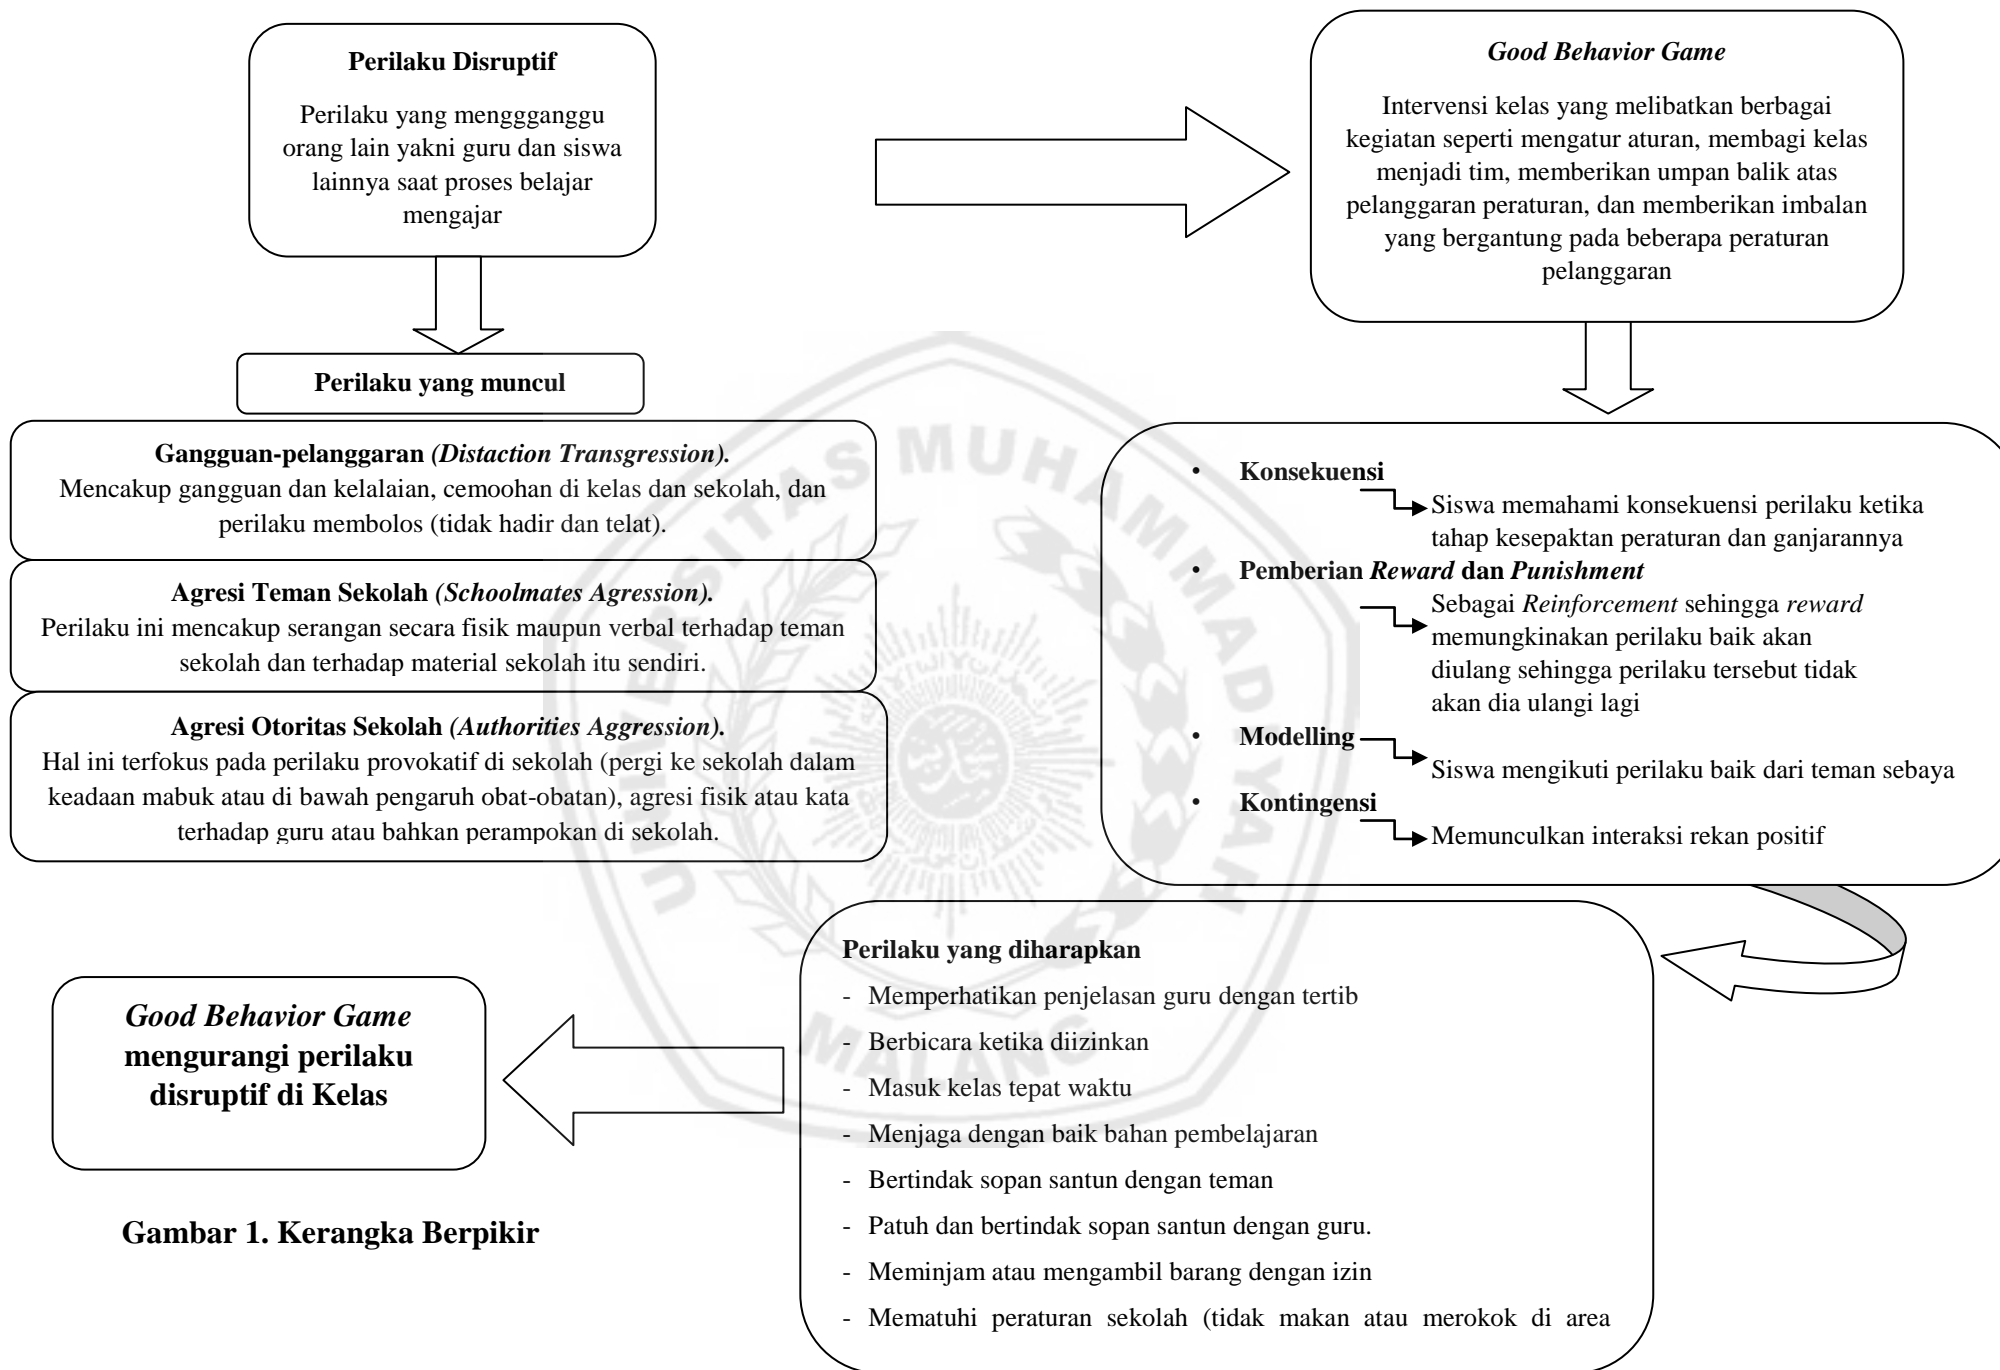 Perilaku Disruptif
Perilaku yang menggganggu
orang lain yakni guru dan siswa
lainnya saat proses belajar
mengajar
Good Behavior Game
Intervensi kelas yang melibatkan berbagai
kegiatan seperti mengatur aturan, membagi kelas
menjadi tim, memberikan umpan balik atas
pelanggaran peraturan, dan memberikan imbalan
yang bergantung pada beberapa peraturan
pelanggaran
Perilaku yang muncul
Gangguan-pelanggaran (Distaction Transgression).
Mencakup gangguan dan kelalaian, cemoohan di kelas dan sekolah, dan
perilaku membolos (tidak hadir dan telat).
Agresi Teman Sekolah (Schoolmates Agression).
Perilaku ini mencakup serangan secara fisik maupun verbal terhadap teman
sekolah dan terhadap material sekolah itu sendiri.
Agresi Otoritas Sekolah (Authorities Aggression).
Hal ini terfokus pada perilaku provokatif di sekolah (pergi ke sekolah dalam
keadaan mabuk atau di bawah pengaruh obat-obatan), agresi fisik atau kata
terhadap guru atau bahkan perampokan di sekolah.
• Konsekuensi
Siswa memahami konsekuensi perilaku ketika
tahap kesepaktan peraturan dan ganjarannya
• Pemberian Reward dan Punishment
Sebagai Reinforcement sehingga reward
memungkinakan perilaku baik akan
diulang sehingga perilaku tersebut tidak
akan dia ulangi lagi
• Modelling
Siswa mengikuti perilaku baik dari teman sebaya
• Kontingensi
Memunculkan interaksi rekan positif
Perilaku yang diharapkan
- Memperhatikan penjelasan guru dengan tertib
- Berbicara ketika diizinkan
- Masuk kelas tepat waktu
- Menjaga dengan baik bahan pembelajaran
- Bertindak sopan santun dengan teman
- Patuh dan bertindak sopan santun dengan guru.
- Meminjam atau mengambil barang dengan izin
- Mematuhi peraturan sekolah (tidak makan atau merokok di area
Good Behavior Game
mengurangi perilaku
disruptif di Kelas
Gambar 1. Kerangka Berpikir
UNIVERSITAS MUHAMMADIYAH
MALANG